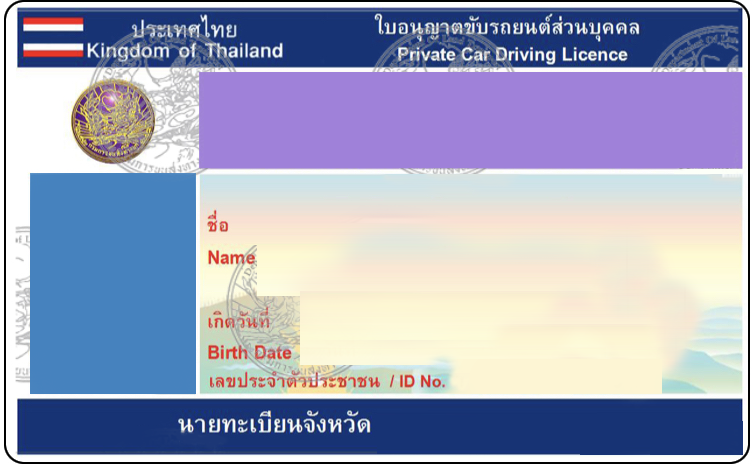 ประเทศไทย
Kingdom of Thailand
ใบอนุญาตขับรถยนต์ส่วนบุคคล
Private Car Driving Licence
ชื่อ
Name
เกิดวันที่
Birth Date
เลขประจำตัวประชาชน / ID No.
นายทะเบียนจังหวัด